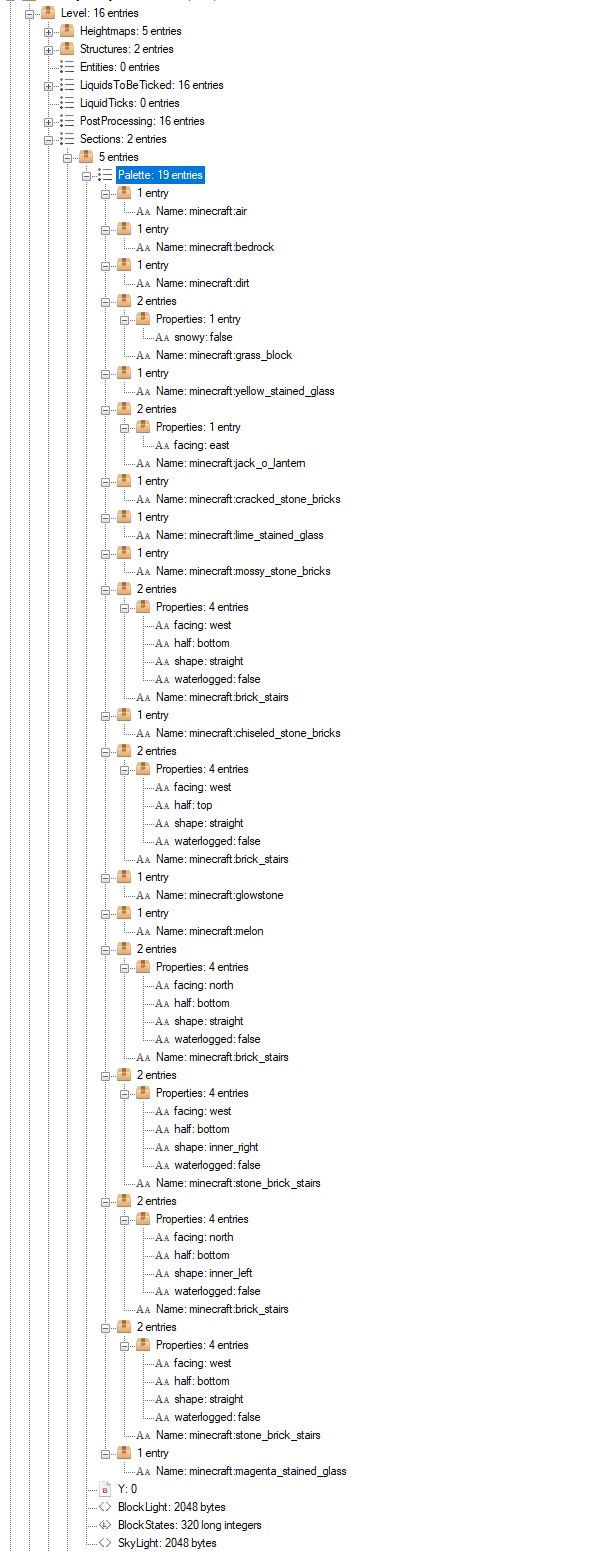 Level: 16 entries
Heightmaps: 5 entries
Structures: 2 entries
Entities: 0 entries
LiquidsToBeTicked: 16 entries
LiquidTicks: 0 entries
PostProcessing: 16 entries
Sections: 2 entries
5 entries
Palette: 19 entries
1 entry
Name: minecraft:air
1 entry
Name: minecraft:bedrock
1 entry
Name: minecraft:dirt
2 entries
Properties: 1 entry
snowy: false
Name: minecraft:grass_block
1 entry
Name: minecraft:yellow_stained_glass
2 entries
Properties: 1 entry
facing: east
Name: minecraft:jack_o_lantern
1 entry
Name: minecraft:cracked_stone_bricks
1 entry
Name: minecraft:lime_stained_glass
1 entry
Name: minecraft:mossy_stone_bricks
2 entries
Properties: 4 entries
facing: west
half: bottom
shape: straight
waterlogged: false
Name: minecraft:brick_stairs
1 entry
Name: minecraft:chiseled_stone_bricks
2 entries
Properties: 4 entries
facing: west
half: top
shape: straight
waterlogged: false
Name: minecraft:brick_stairs
1 entry
Name: minecraft:glowstone
1 entry
Name: minecraft:melon
2 entries
Properties: 4 entries
facing: north
half: bottom
shape: straight
waterlogged: false
Name: minecraft:brick_stairs
2 entries
Properties: 4 entries
facing: west
half: bottom
shape: inner_right
waterlogged: false
Name: minecraft:stone_brick_stairs
2 entries
Properties: 4 entries
facing: north
half: bottom
shape: inner_left
waterlogged: false
Name: minecraft:brick_stairs
2 entries
Properties: 4 entries
facing: west
half: bottom
shape: straight
waterlogged: false
Name: minecraft:stone_brick_stairs
1 entry
Name: minecraft:magenta_stained_glass
Y: 0
BlockLight: 2048 bytes
BlockStates: 320 long integers
SkyLight: 2048 bytes